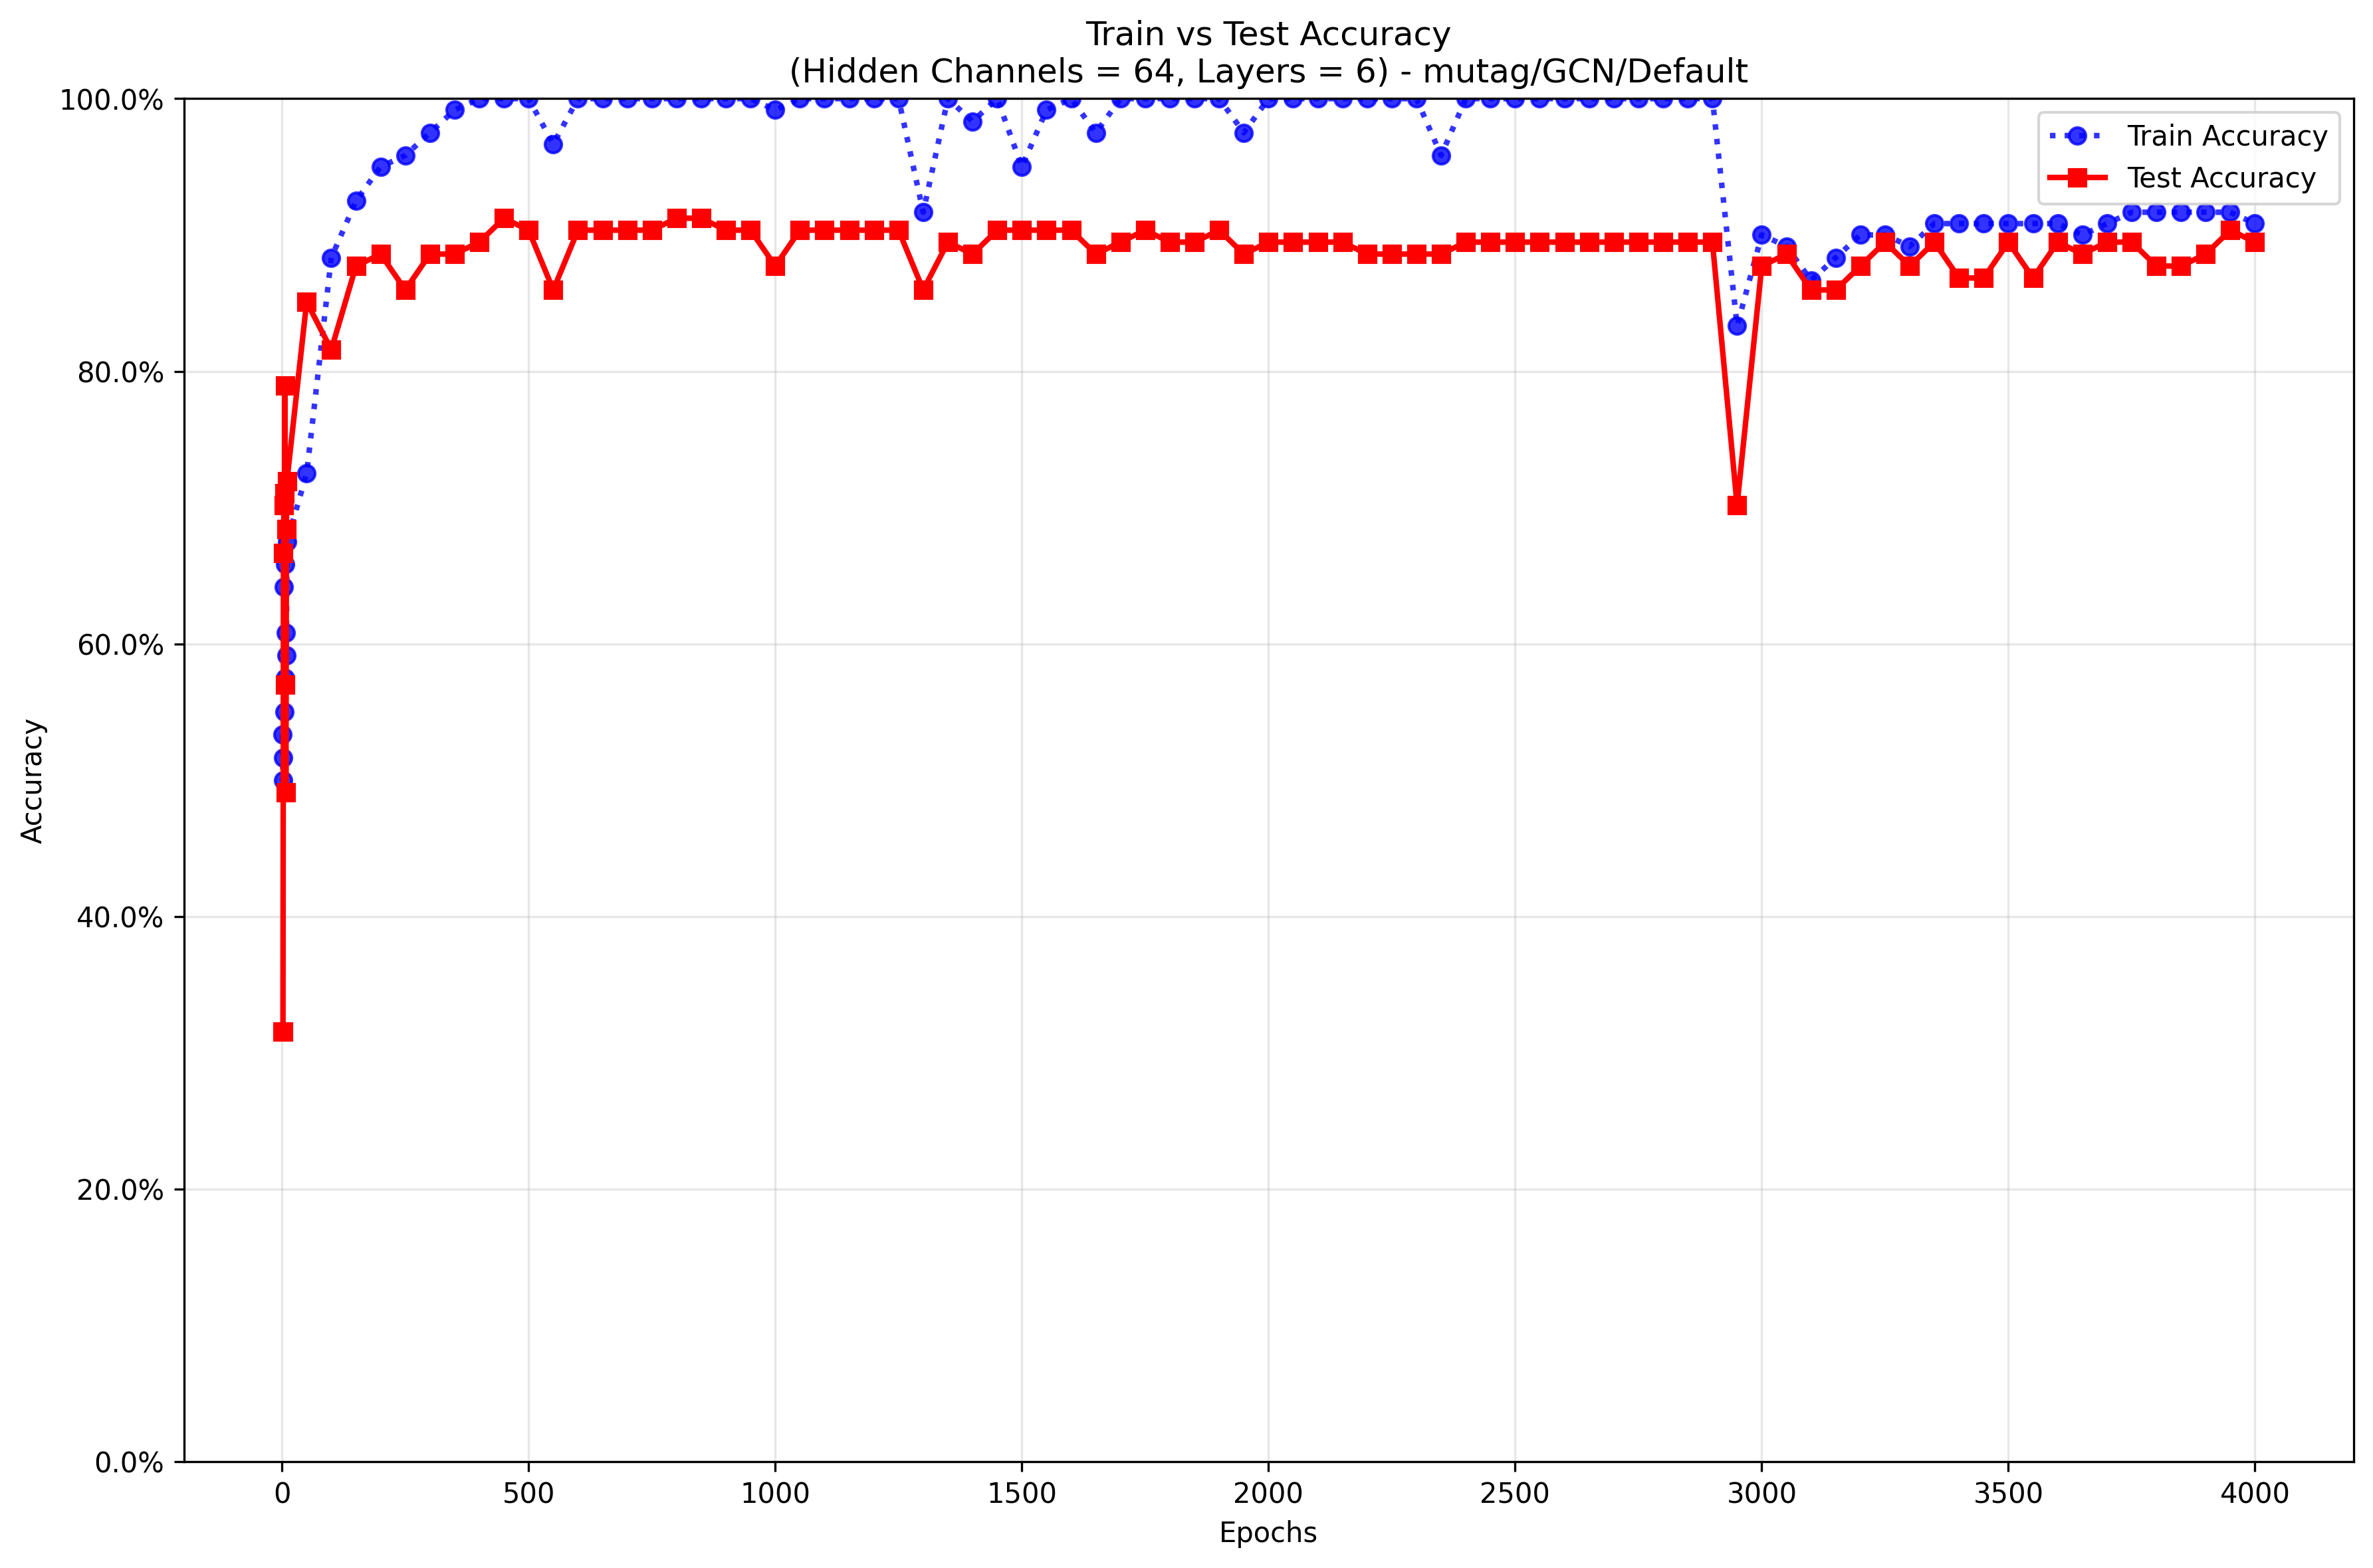 Train vs Test Accuracy
(Hidden Channels = 64, Layers = 6) - mutag/GCN/Default
100.0%
80.0%
60.0%
40.0%
20.0%
0.0%
Accuracy
Train Accuracy
Test Accuracy
0 500 1000 1500 2000 2500 3000 3500 4000
Epochs